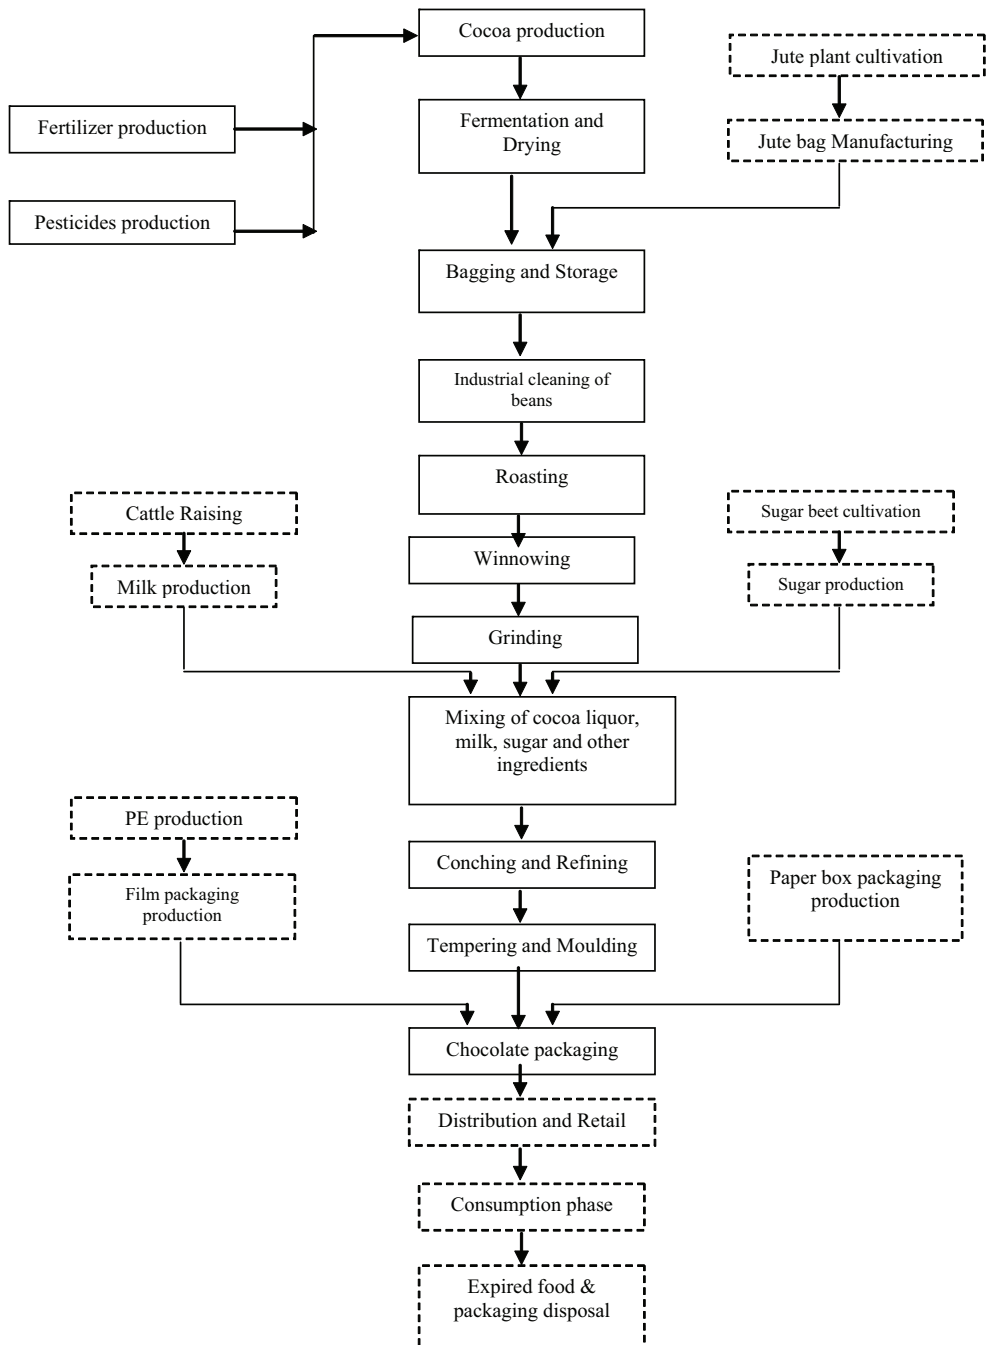 Cocoa production
Jute plant cultivation
Fertilizer production
Fermentation and
Drying
Jute bag Manufacturing
Pesticides production
Bagging and Storage
Industrial cleaning of
beans
Roasting
Cattle Raising
Sugar beet cultivation
Winnowing
Milk production
Sugar production
Grinding
Mixing of cocoa liquor,
milk, sugar and other
ingredients
PE production
Conching and Refining
Film packaging
production
Paper box packaging
production
Tempering and Moulding
Chocolate packaging
Distribution and Retail
Consumption phase
Expired food &
packaging disposal